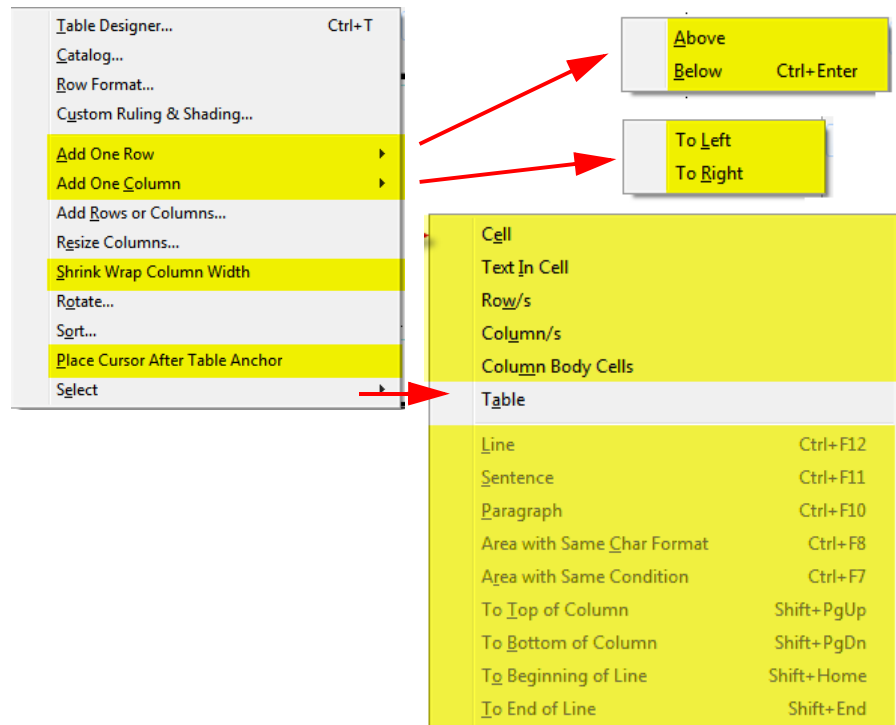 Table Designer... Ctrl+T
Catalog...
Row Format...
Custom Ruling & Shading...
Add One Row
Add One Column
Add Rows or Columns...
Resize Columns...
Shrink Wrap Column Width
Rotate...
Sort...
Place Cursor After Table Anchor
Select
Above
Below Ctrl+Enter
To Left
To Right
Cell
Text In Cell
Row/s
Column/s
Column Body Cells
Table
Line Ctrl+F12
Sentence Ctrl+F11
Paragraph Ctrl+F10
Area with Same Char Format Ctrl+F8
Area with Same Condition Ctrl+F7
To Top of Column Shift+PgUp
To Bottom of Column Shift+PgDn
To Beginning of Line Shift+Home
To End of Line Shift+End